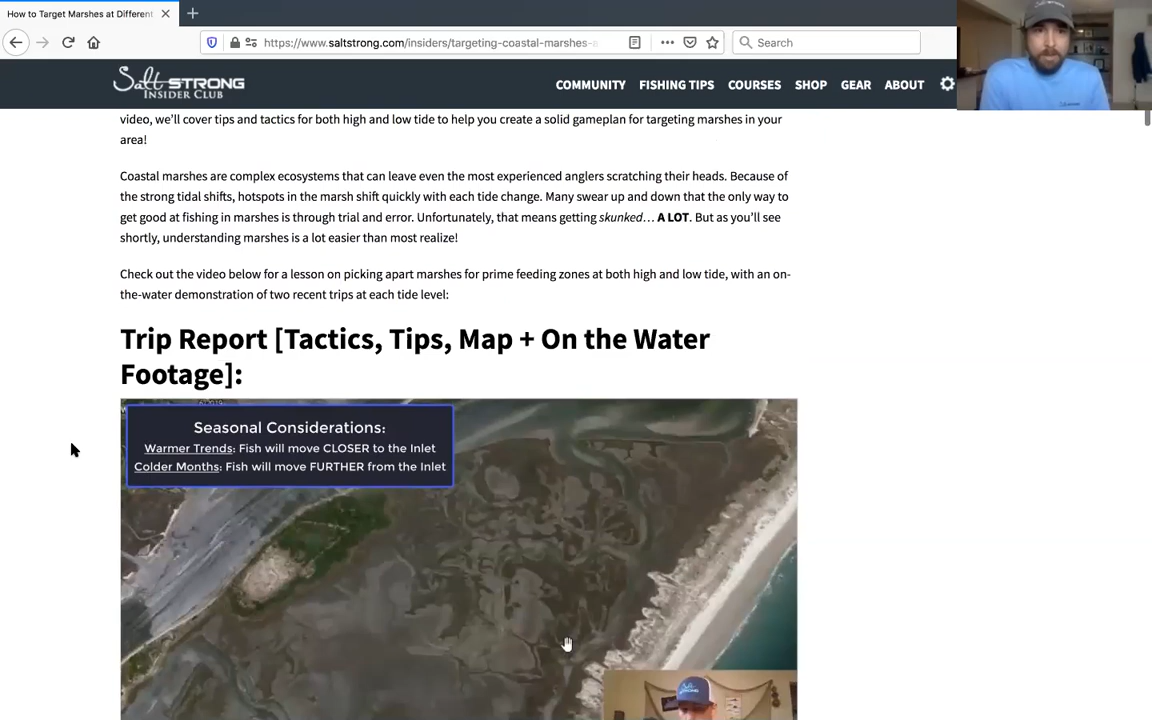 How to Target Marshes at Different
https://www.saltstrong.com/insiders/targeting-coastal-marshes-a
Search
Salt STRONG
INSIDER CLUB
COMMUNITY FISHING TIPS COURSES SHOP GEAR ABOUT
video, we'll cover tips and tactics for both high and low tide to help you create a solid gameplan for targeting marshes in your
area!
Coastal marshes are complex ecosystems that can leave even the most experienced anglers scratching their heads. Because of
the strong tidal shifts, hotspots in the marsh shift quickly with each tide change. Many swear up and down that the only way to
get good at fishing in marshes is through trial and error. Unfortunately, that means getting skunked… A LOT. But as you'll see
shortly, understanding marshes is a lot easier than most realize!
Check out the video below for a lesson on picking apart marshes for prime feeding zones at both high and low tide, with an on-
the-water demonstration of two recent trips at each tide level:
Trip Report [Tactics, Tips, Map + On the Water
Footage]:
Seasonal Considerations:
Warmer Trends: Fish will move CLOSER to the Inlet
Colder Months: Fish will move FURTHER from the Inlet